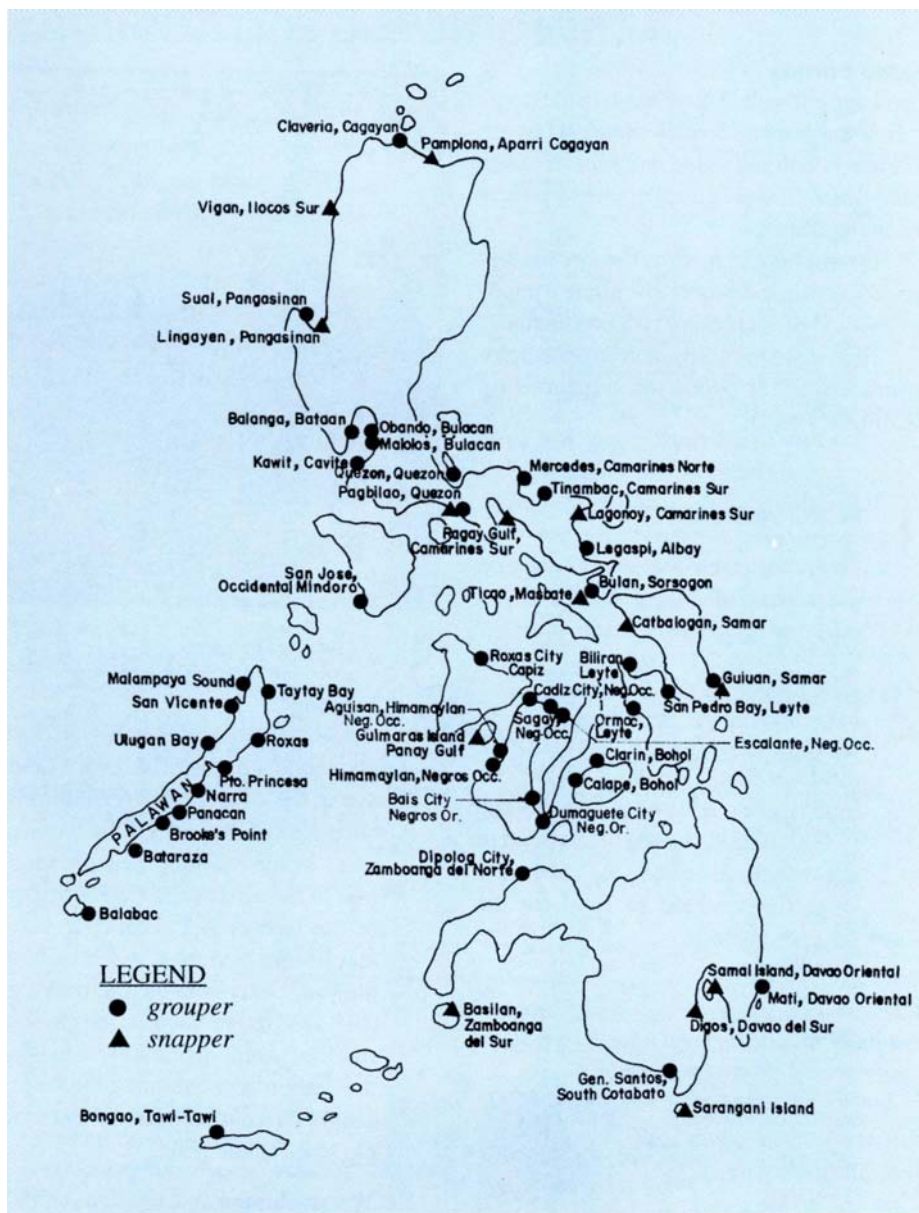 Claveria, Cagayan
Pamplona, Aparri Cagayan
Vigan, Ilocos Sur
Sual, Pangasinan
Lingayen, Pangasinan
Balanga, Bataan
Obando, Bulacan
Malolos, Bulacan
Kawit, Cavite
Quezon, Quezon
Mercedes, Camarines Norte
Pagbilao, Quezon
Tinambac, Camarines Sur
Lagonoy, Camarines Sur
Ragay Gulf,
Camarines Sur
Legaspi, Albay
San Jose,
Occidental Mindoro
Bulan, Sorsogon
Ticao, Masbate
Catbalogan, Samar
Roxas City
Capiz
Biliran
Leyte
Malampaya Sound
Taytay Bay
Guiuan, Samar
San Vicente
Cadiz City, Neg. Occ.
San Pedro Bay, Leyte
Aguisan, Himamaylan
Neg. Occ.
Sagay,
Neg. Occ.
Ormoc,
Leyte
Guimaras Island
Panay Gulf
Ulugan Bay
Roxas
Escalante, Neg. Occ.
Clarin, Bohol
Himamaylan, Negros Occ.
Pto. Princesa
Calape, Bohol
PALAWAN
Narra
Bais City
Negros Or.
Panacan
Dumaguete City
Neg. Or.
Brooke's Point
Bataraza
Dipolog City,
Zamboanga del Norte
Balabac
LEGEND
grouper
snapper
Samal Island, Davao Oriental
Mati, Davao Oriental
Basilan,
Zamboanga
del Sur
Digos, Davao del Sur
Gen. Santos,
South Cotabato
Sarangani Island
Bongao, Tawi-Tawi